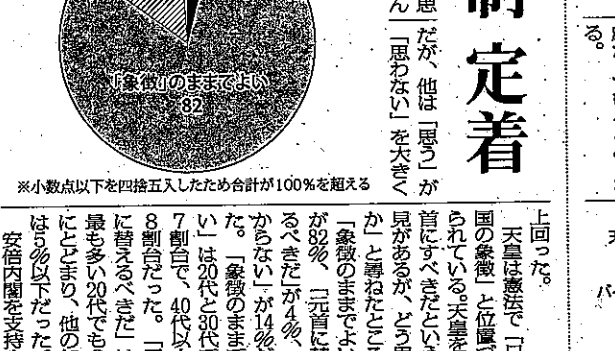 定着
だが、他は「思う」が
「思わない」を大きく
「象徴」のままでよい
82
※小数点以下を四捨五入したため合計が100%を超える
上回った。
天皇は憲法で「
国の象徴」と位置づ
られている。天皇を
首にすべきだという
見があるが、どう思
か」と尋ねたところ
「象徴のままでよい
が82%、「元首に
るべきだ」が4%、
からない」が14%
た。「象徴のままで
い」は20代と30代で
7割台で、40代以
8割台だった。「
に替えるべきだ」
最も多い20代でも
にとどまり、他の
は5%以下だった
安倍内閣を支持